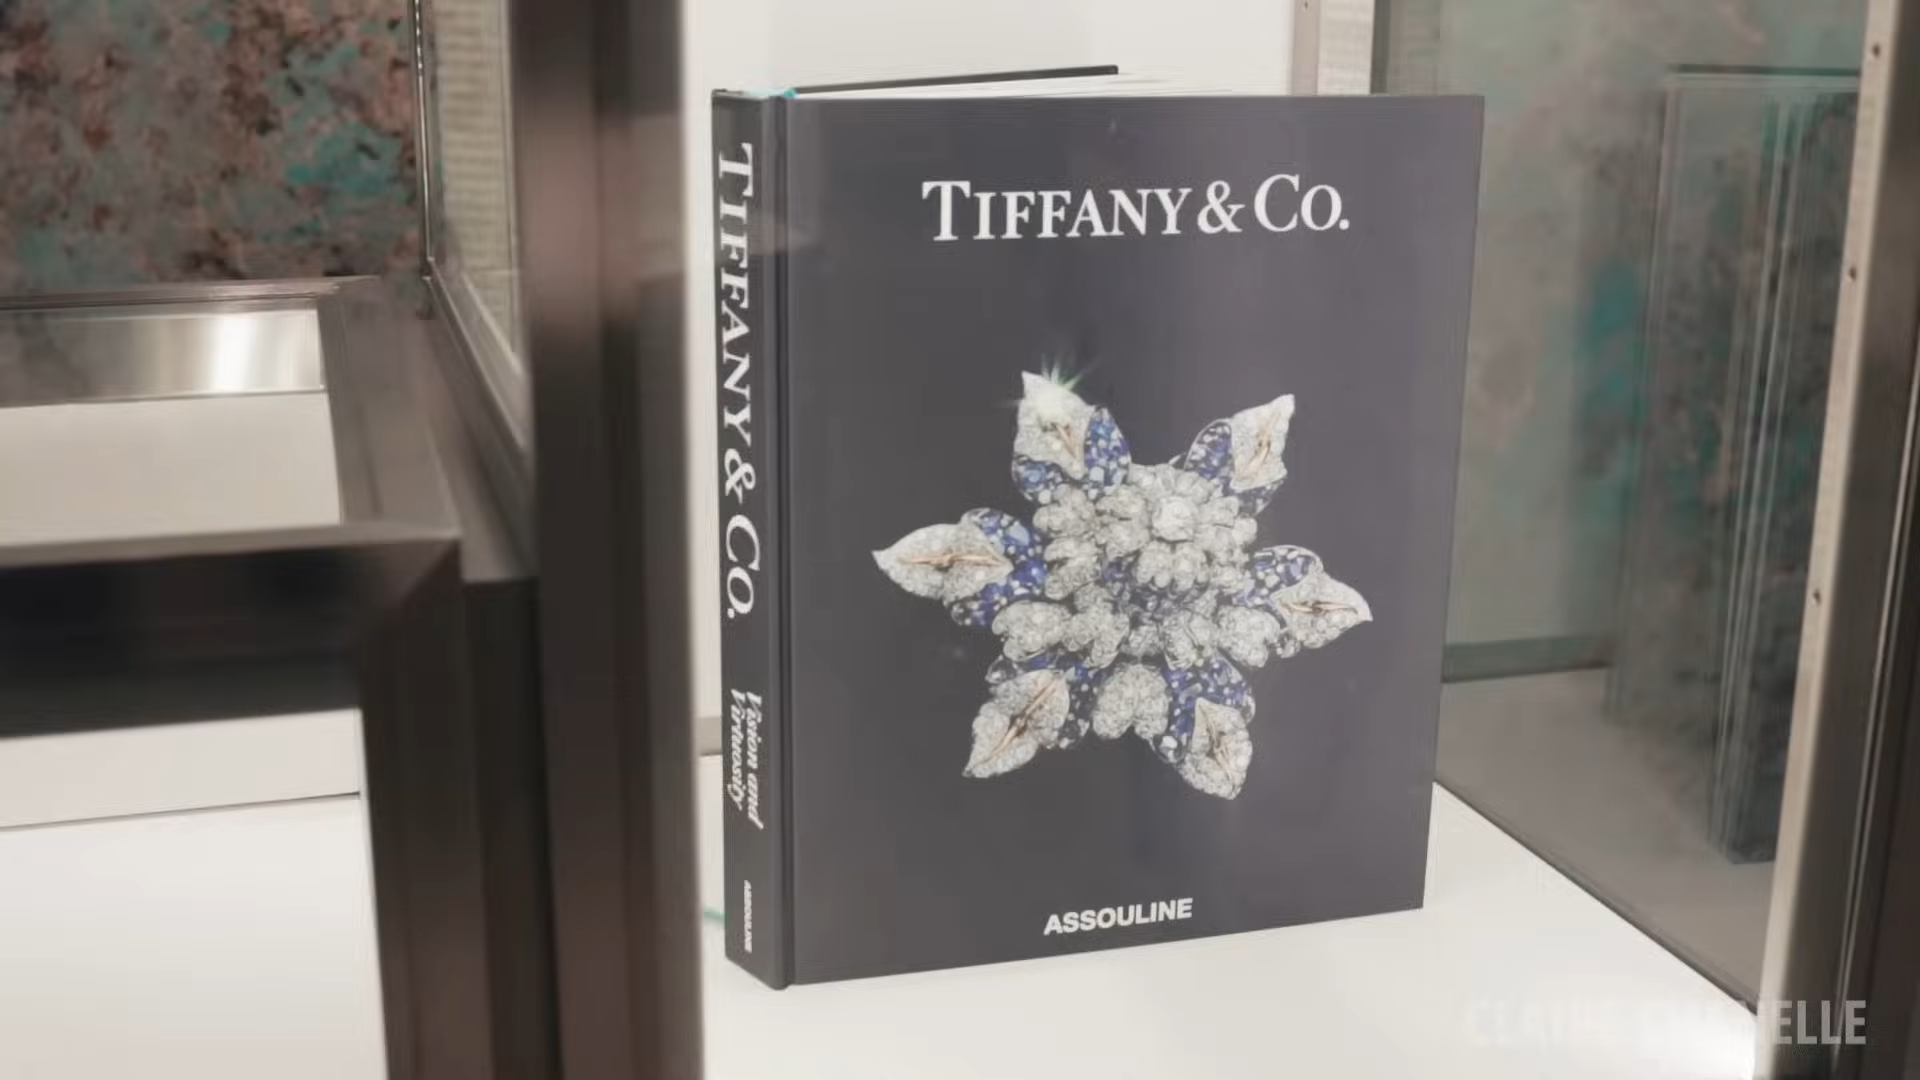 TIFFANY & CO.
ASSOULINE
TIFFANY & CO.
Vision and
Virtuosity
ASSOULINE